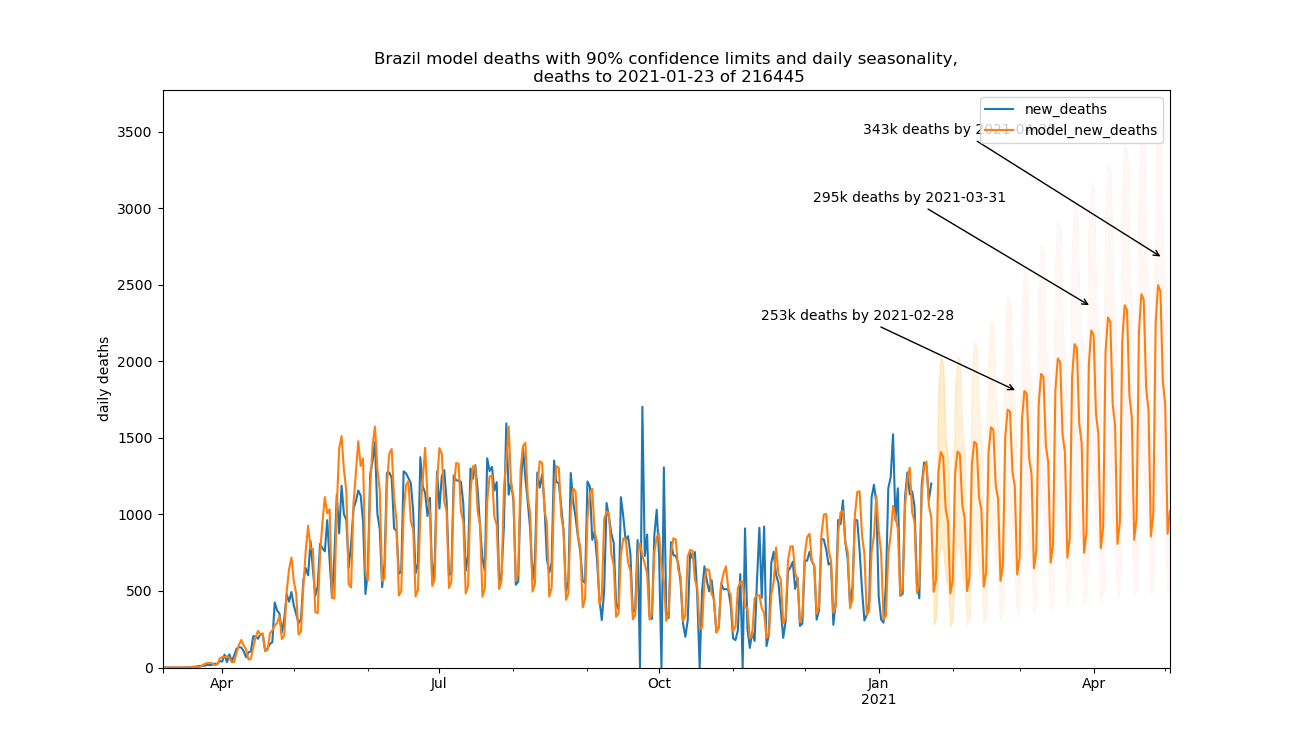 Brazil model deaths with 90% confidence limits and daily seasonality,
deaths to 2021-01-23 of 216445
new_deaths
model_new_deaths
343k deaths by
295k deaths by 2021-03-31
253k deaths by 2021-02-28
daily deaths
3500
3000
2500
2000
1500
1000
500
0
Apr
Jul
Oct
Jan
2021
Apr